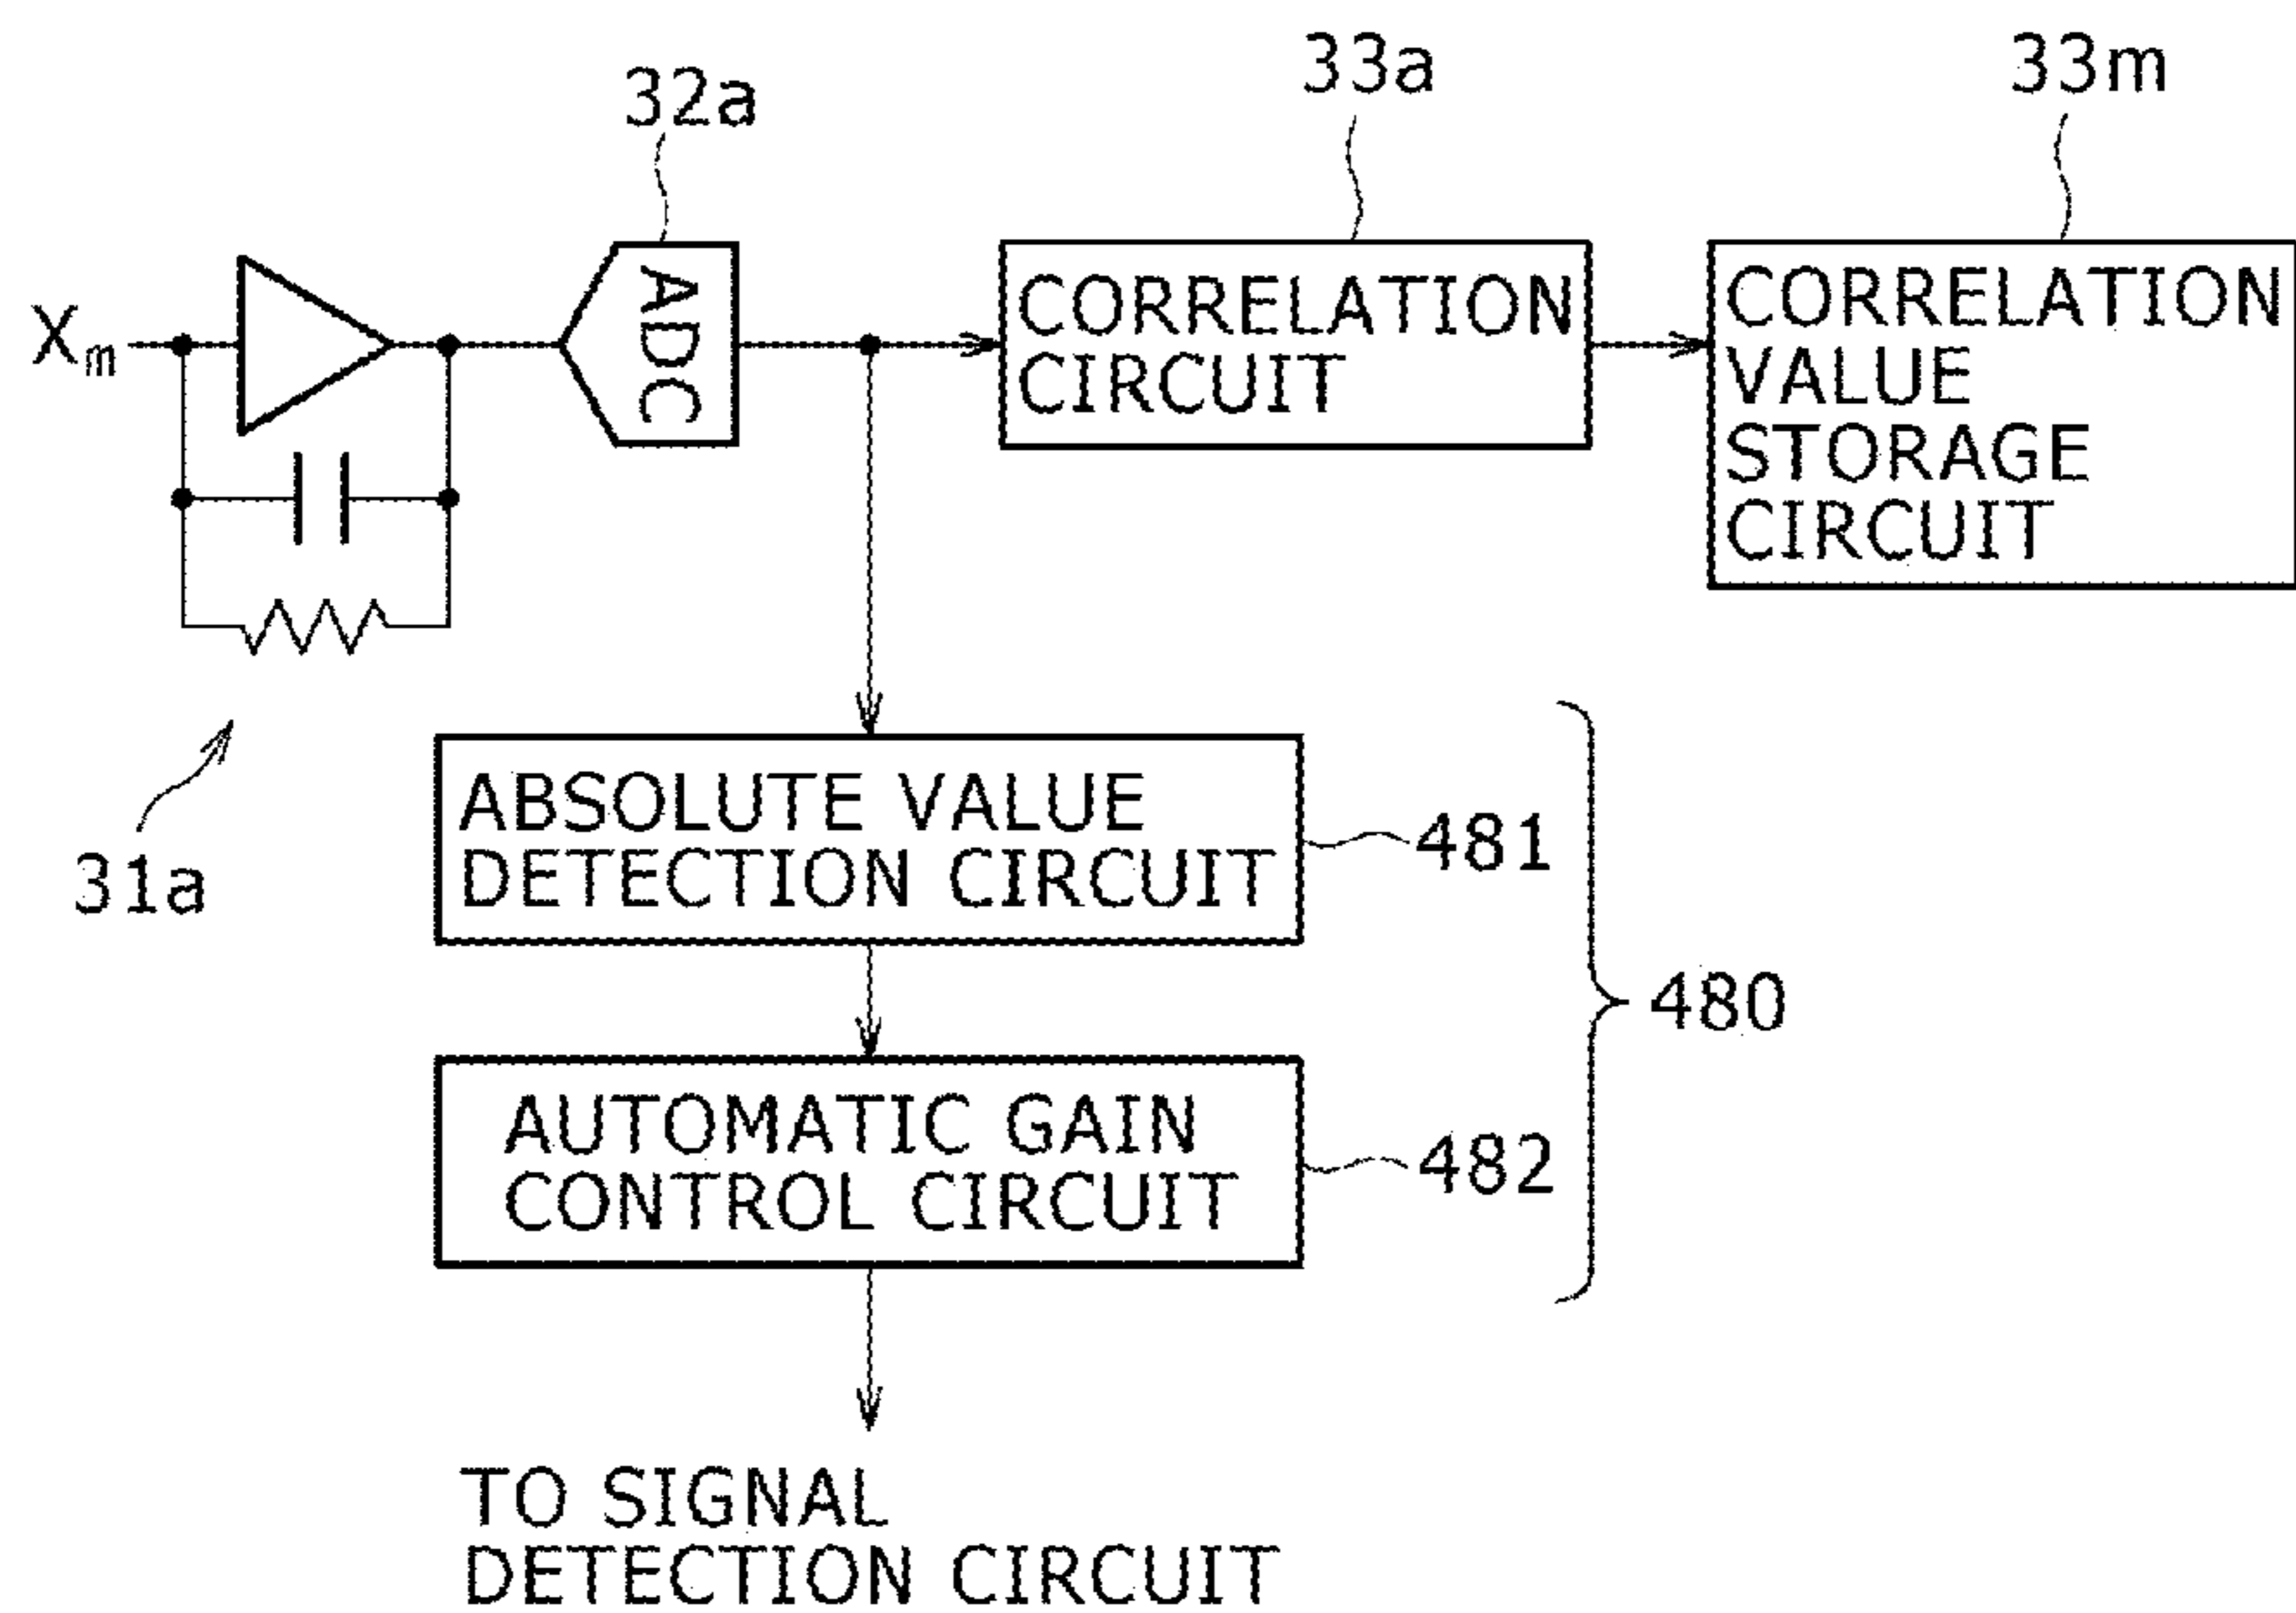 33a
33m
32a
Xm
ADC
CORRELATION
CIRCUIT
CORRELATION
VALUE
STORAGE
CIRCUIT
31a
ABSOLUTE VALUE
DETECTION CIRCUIT
481
480
AUTOMATIC GAIN
CONTROL CIRCUIT
482
TO SIGNAL
DETECTION CIRCUIT